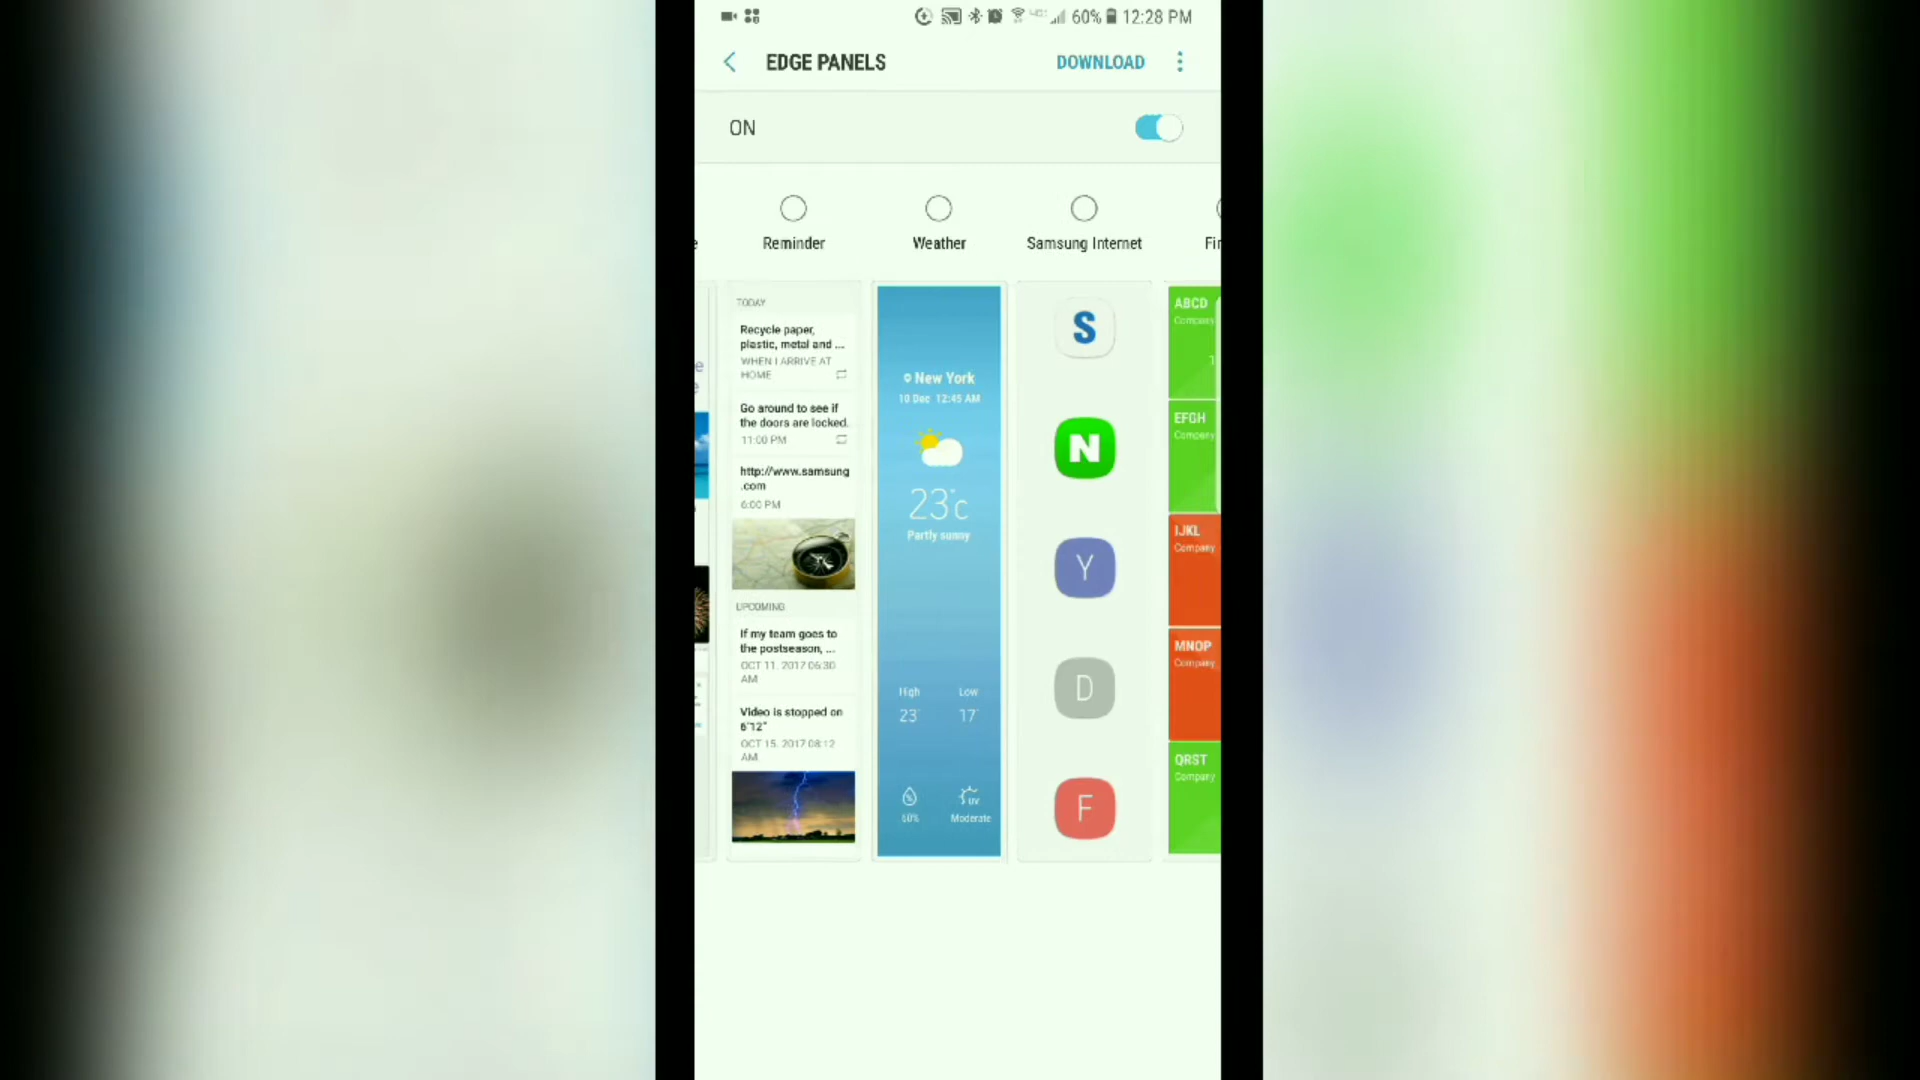 60% 12:28 PM
EDGE PANELS
DOWNLOAD
ON
Reminder
Weather
Samsung Internet
TODAY
Recycle paper,
plastic, metal and ...
WHEN I ARRIVE AT
HOME
Go around to see if
the doors are locked.
11:00 PM
http://www.samsung
.com
6:00 PM
UPCOMING
If my team goes to
the postseason, ...
OCT 11, 2017 06:30
AM
Video is stopped on
6'12"
OCT 15, 2017 08:12
AM
New York
10 Dec 12:45 AM
23°c
Partly sunny
High
Low
23°
17°
UV
50%
Moderate
S
N
Y
D
F
ABCD
Company
1
EFGH
Company
IJKL
Company
MNOP
Company
QRST
Company